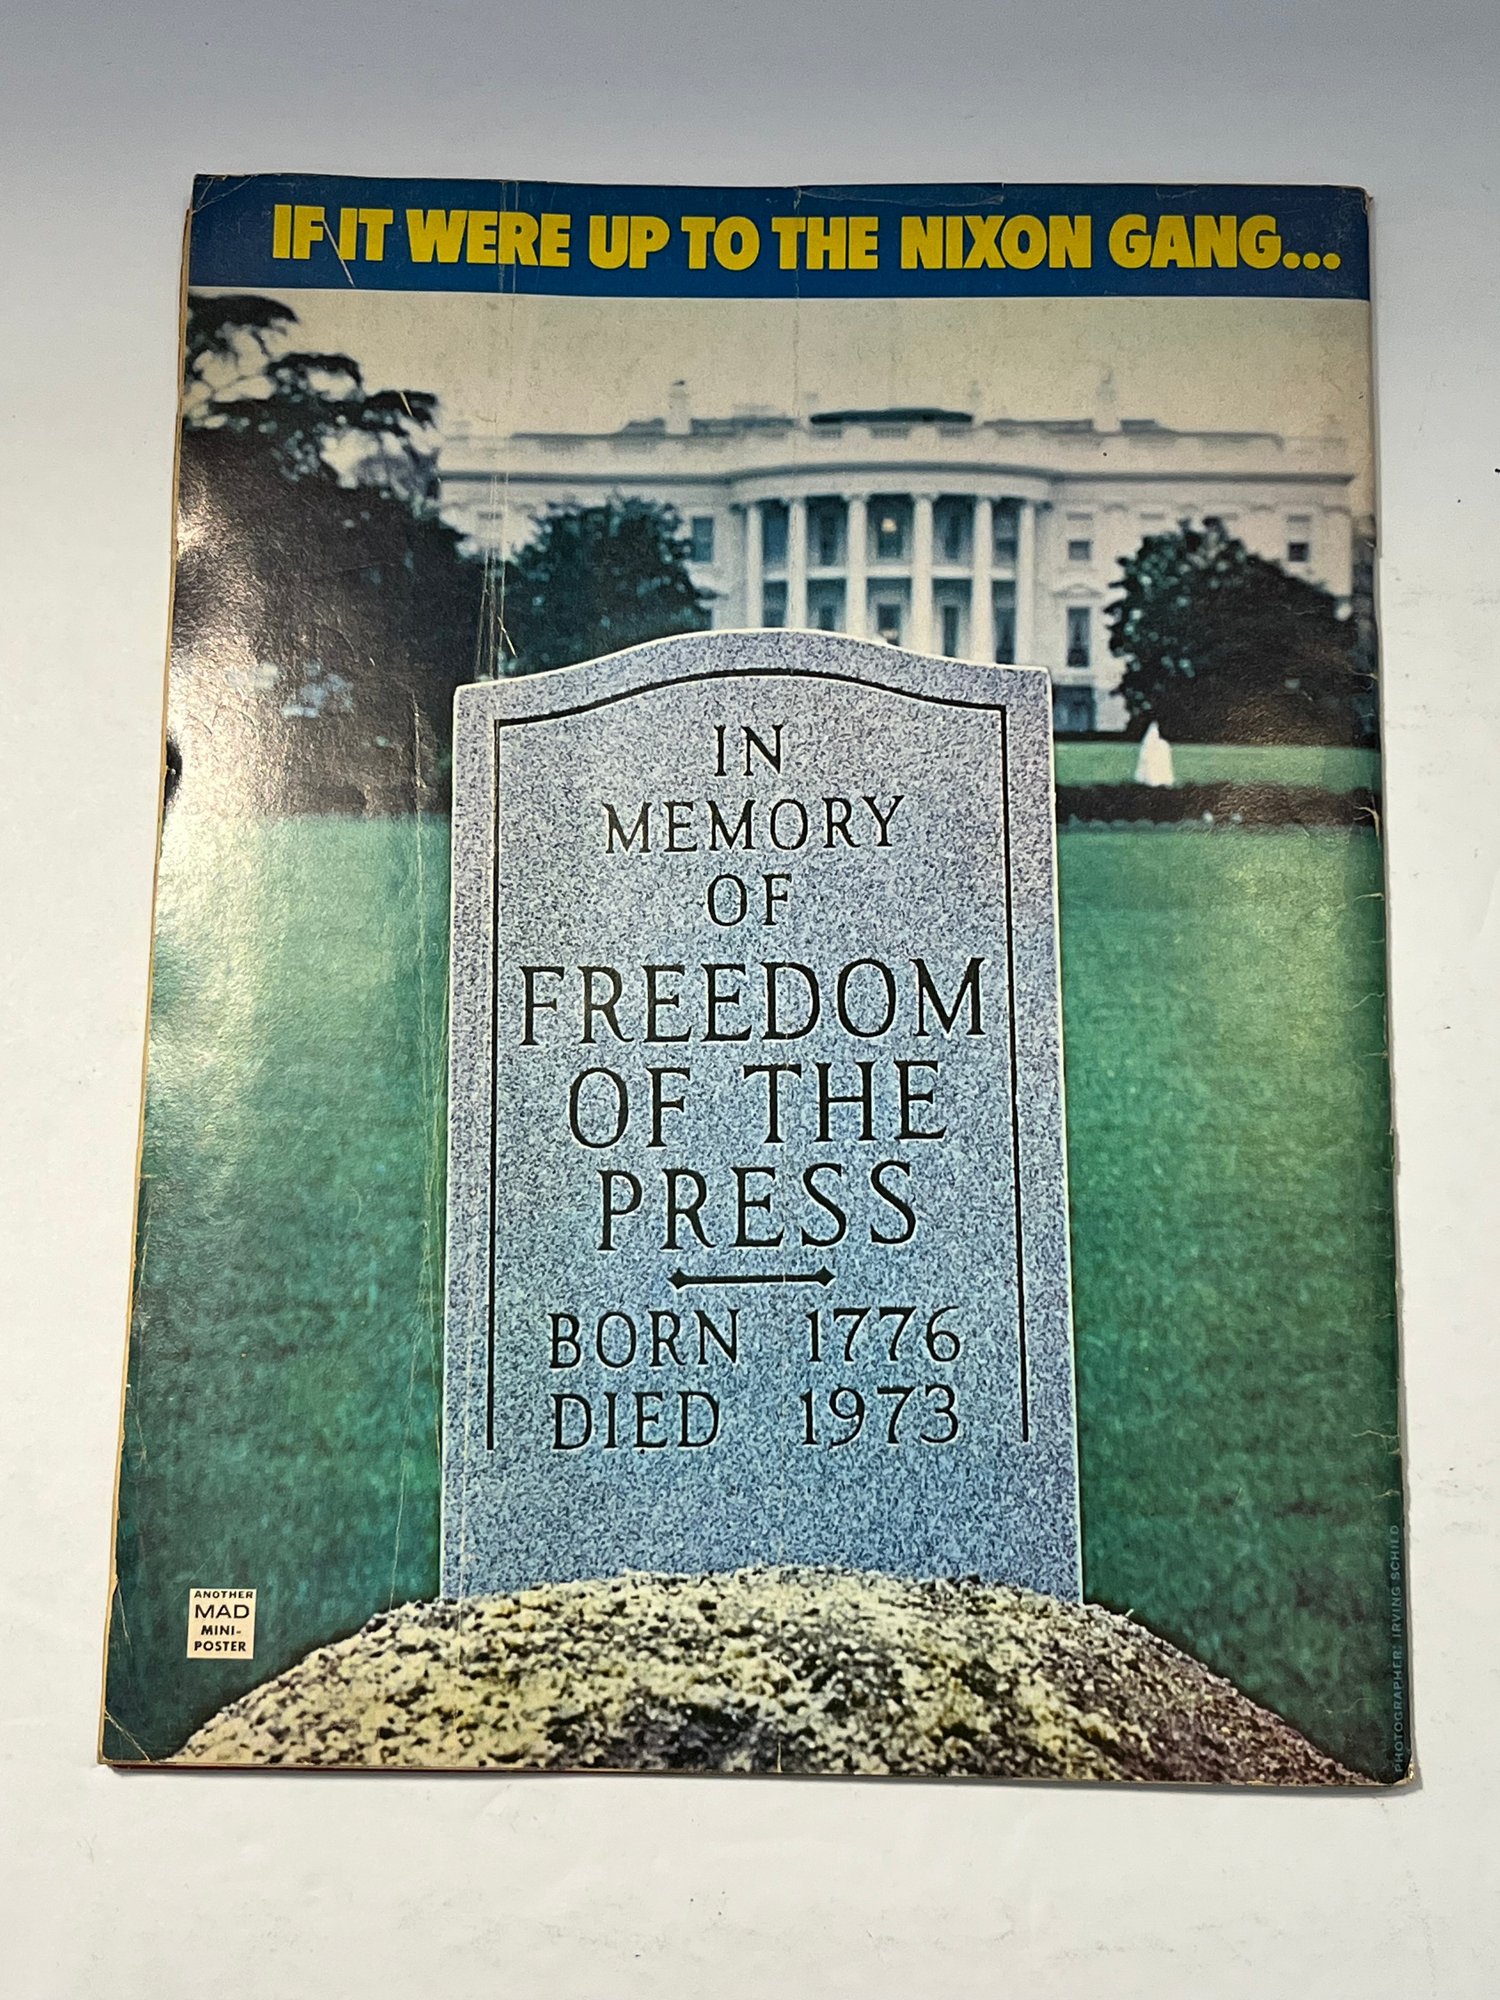 IF IT WERE UP TO THE NIXON GANG...
IN
MEMORY
OF
FREEDOM
OF THE
PRESS
BORN 1776
DIED 1973
ANOTHER
MAD
MINI-
POSTER
PHOTOGRAPHER: IRVING SCHILD